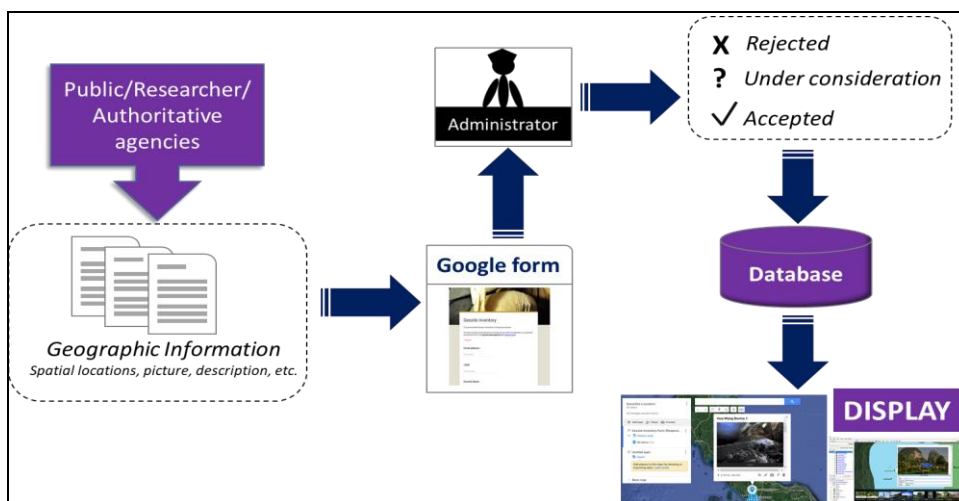 Public/Researcher/
Authoritative
agencies
Geographic Information
Spatial locations, picture, description, etc.
Google form
Administrator
X Rejected
? Under consideration
✓ Accepted
Database
DISPLAY